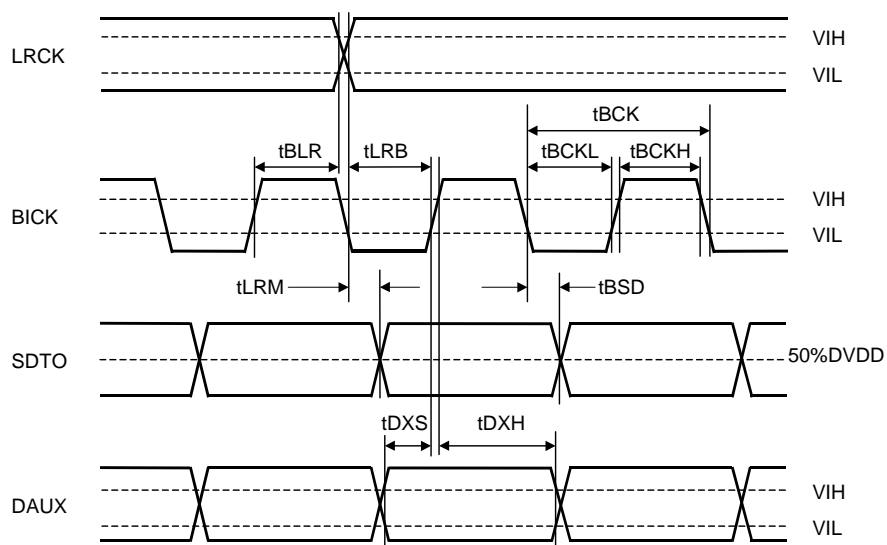 LRCK
VIH
VIL
tBCK
tBLR
tLRB
tBCKL
tBCKH
BICK
VIH
VIL
tLRM
tBSD
SDTO
50%DVDD
tDXS
tDXH
DAUX
VIH
VIL